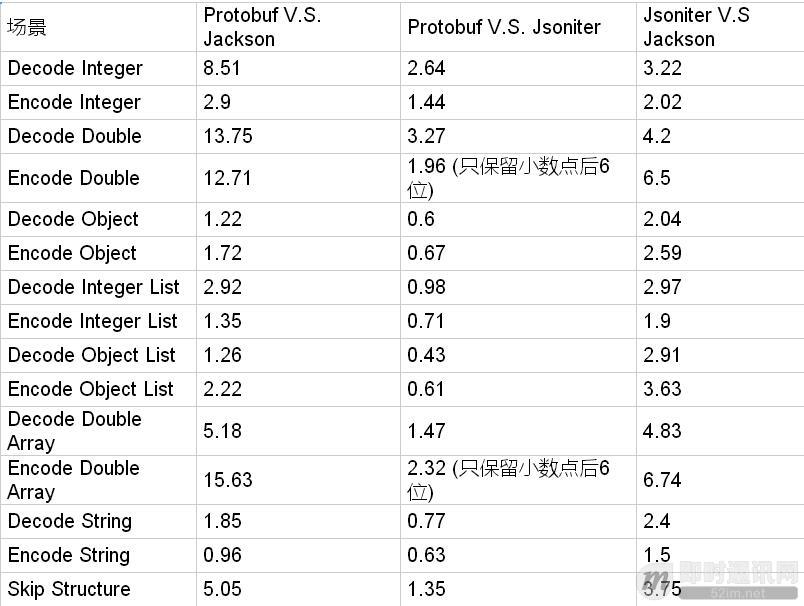 场景 Protobuf V.S. Jackson Protobuf V.S. Jsoniter Jsoniter V.S Jackson
Decode Integer 8.51 2.64 3.22
Encode Integer 2.9 1.44 2.02
Decode Double 13.75 3.27 4.2
Encode Double 12.71 1.96 (只保留小数点后6位) 6.5
Decode Object 1.22 0.6 2.04
Encode Object 1.72 0.67 2.59
Decode Integer List 2.92 0.98 2.97
Encode Integer List 1.35 0.71 1.9
Decode Object List 1.26 0.43 2.91
Encode Object List 2.22 0.61 3.63
Decode Double Array 5.18 1.47 4.83
Encode Double Array 15.63 2.32 (只保留小数点后6位) 6.74
Decode String 1.85 0.77 2.4
Encode String 0.96 0.63 1.5
Skip Structure 5.05 1.35 3.75
即时通讯网
52im.net